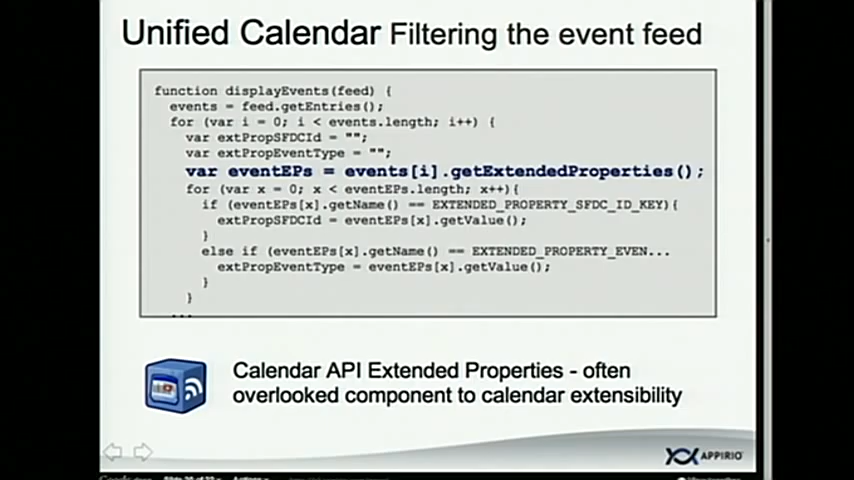 Unified Calendar Filtering the event feed
function displayEvents(feed) {
events = feed.getEntries();
for (var i = 0; i < events.length; i++) {
var extPropSFDCId = "";
var extPropEventType = "";
var eventEPs = events[i].getExtendedProperties();
for (var x = 0; x < eventEPs.length; x++){
if (eventEPs[x].getName() == EXTENDED_PROPERTY_SFDC_ID_KEY){
extPropSFDCId = eventEPs[x].getValue();
}
else if (eventEPs[x].getName() == EXTENDED_PROPERTY_EVEN...
extPropEventType = eventEPs[x].getValue();
}
}
...
Calendar API Extended Properties - often
overlooked component to calendar extensibility
APPIRIO